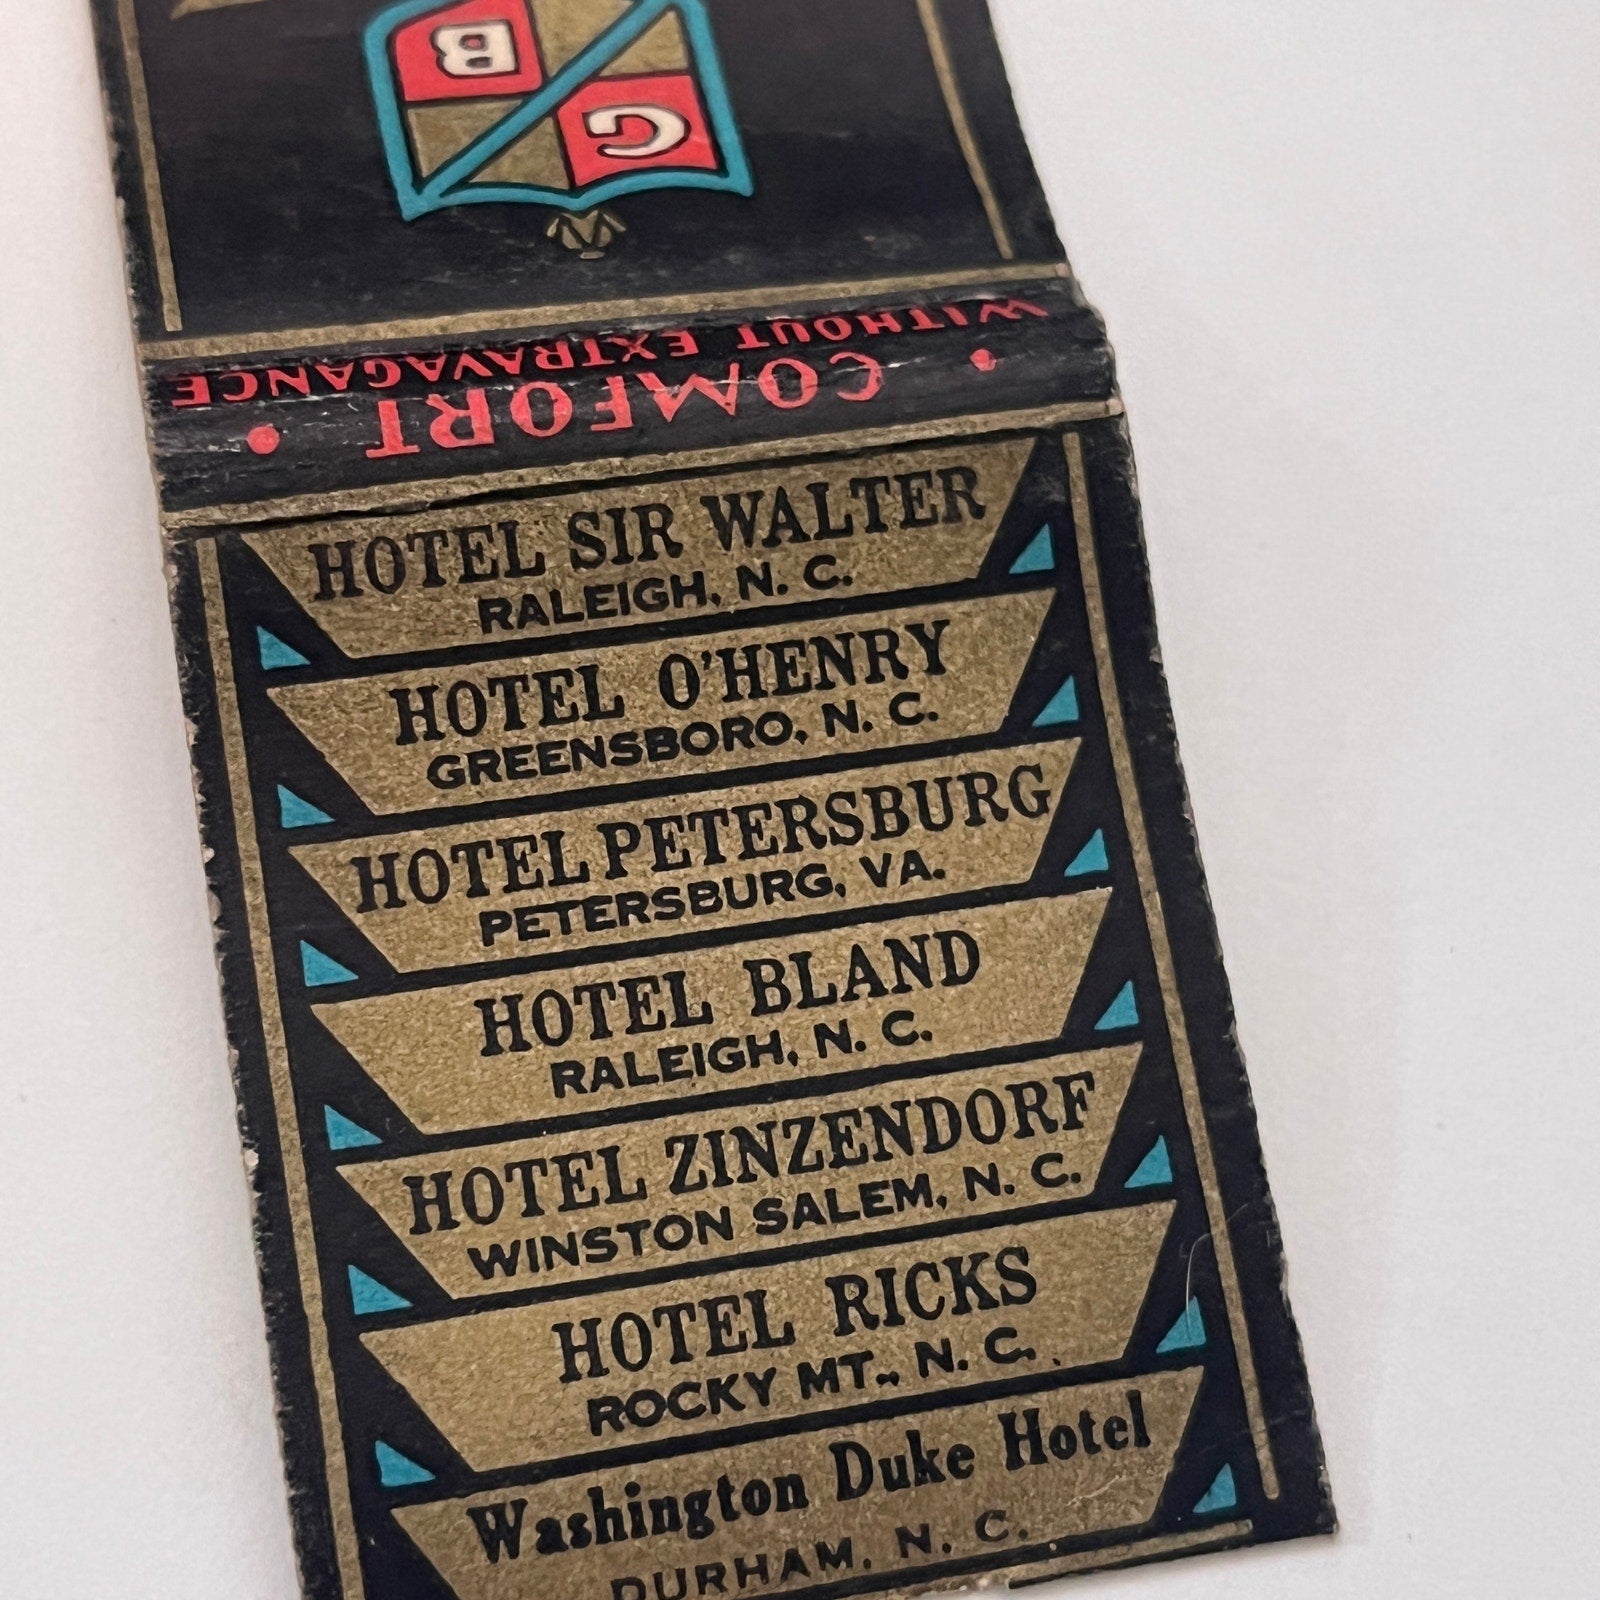 B
G
WITHOUT EXTRAVAGANCE
• COMFORT •
HOTEL SIR WALTER
RALEIGH, N. C.
HOTEL O'HENRY
GREENSBORO, N. C.
HOTEL PETERSBURG
PETERSBURG, VA.
HOTEL BLAND
RALEIGH, N. C.
HOTEL ZINZENDORF
WINSTON SALEM, N. C.
HOTEL RICKS
ROCKY MT., N. C.
Washington Duke Hotel
DURHAM, N. C.